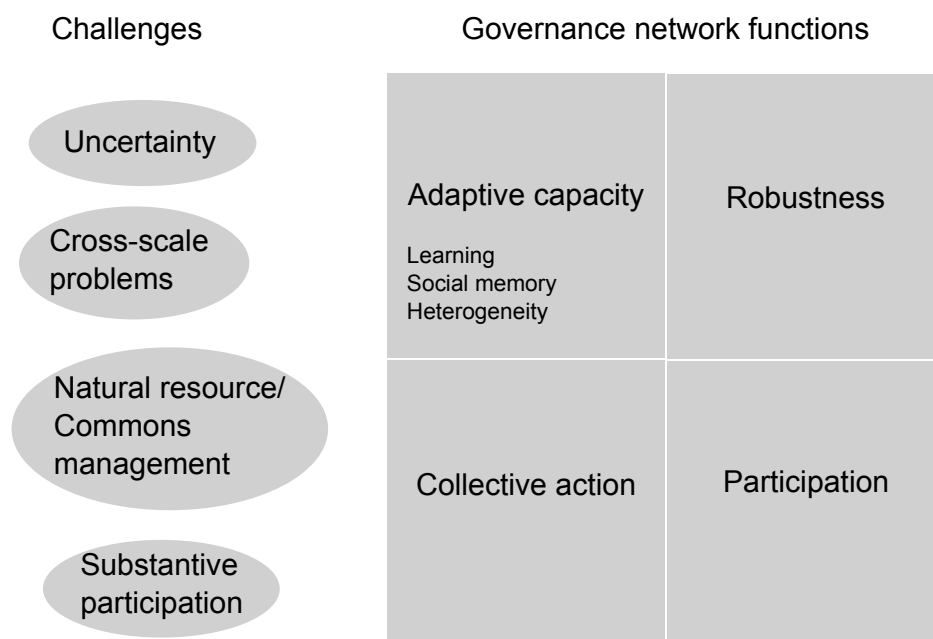 Challenges
Governance network functions
Uncertainty
Cross-scale
problems
Natural resource/
Commons
management
Substantive
participation
Adaptive capacity
Learning
Social memory
Heterogeneity
Robustness
Collective action
Participation